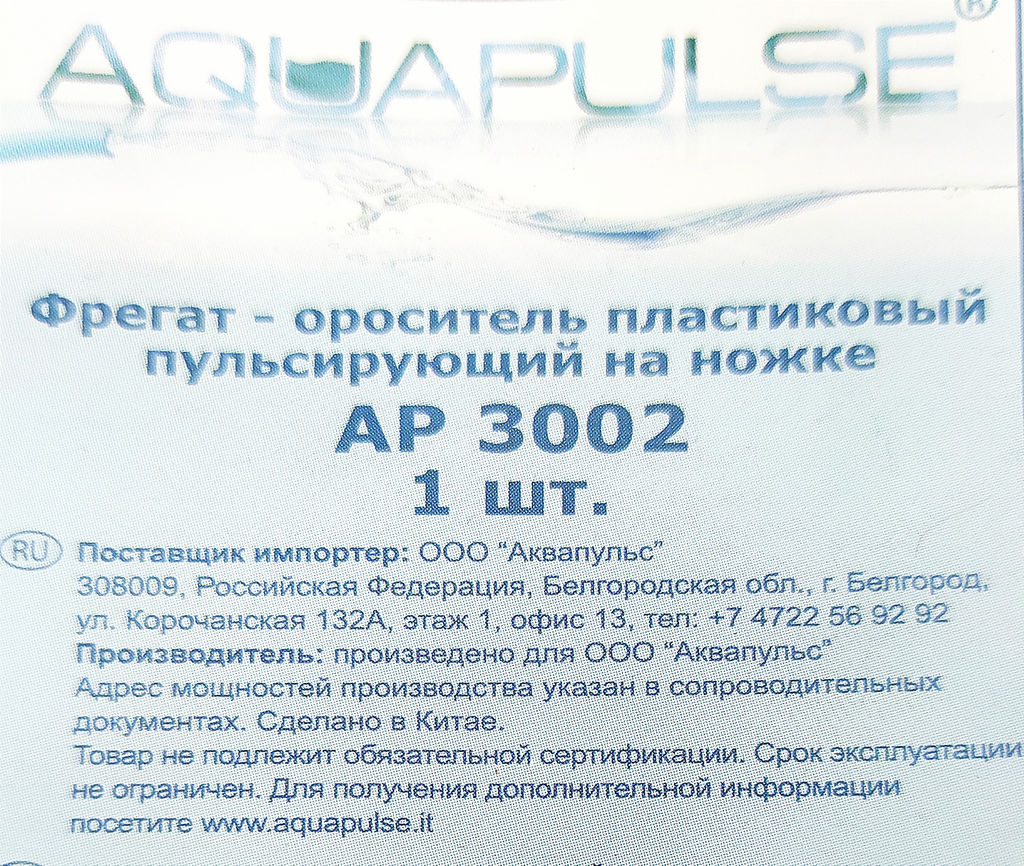 AQUAPULSE®
Фрегат - ороситель пластиковый
пульсирующий на ножке
АР 3002
1 шт.
RU Поставщик импортер: ООО “Аквапульс”
308009, Российская Федерация, Белгородская обл., г. Белгород,
ул. Корочанская 132А, этаж 1, офис 13, тел: +7 4722 56 92 92
Производитель: произведено для ООО “Аквапульс”
Адрес мощностей производства указан в сопроводительных
документах. Сделано в Китае.
Товар не подлежит обязательной сертификации. Срок эксплуатации
не ограничен. Для получения дополнительной информации
посетите www.aquapulse.it